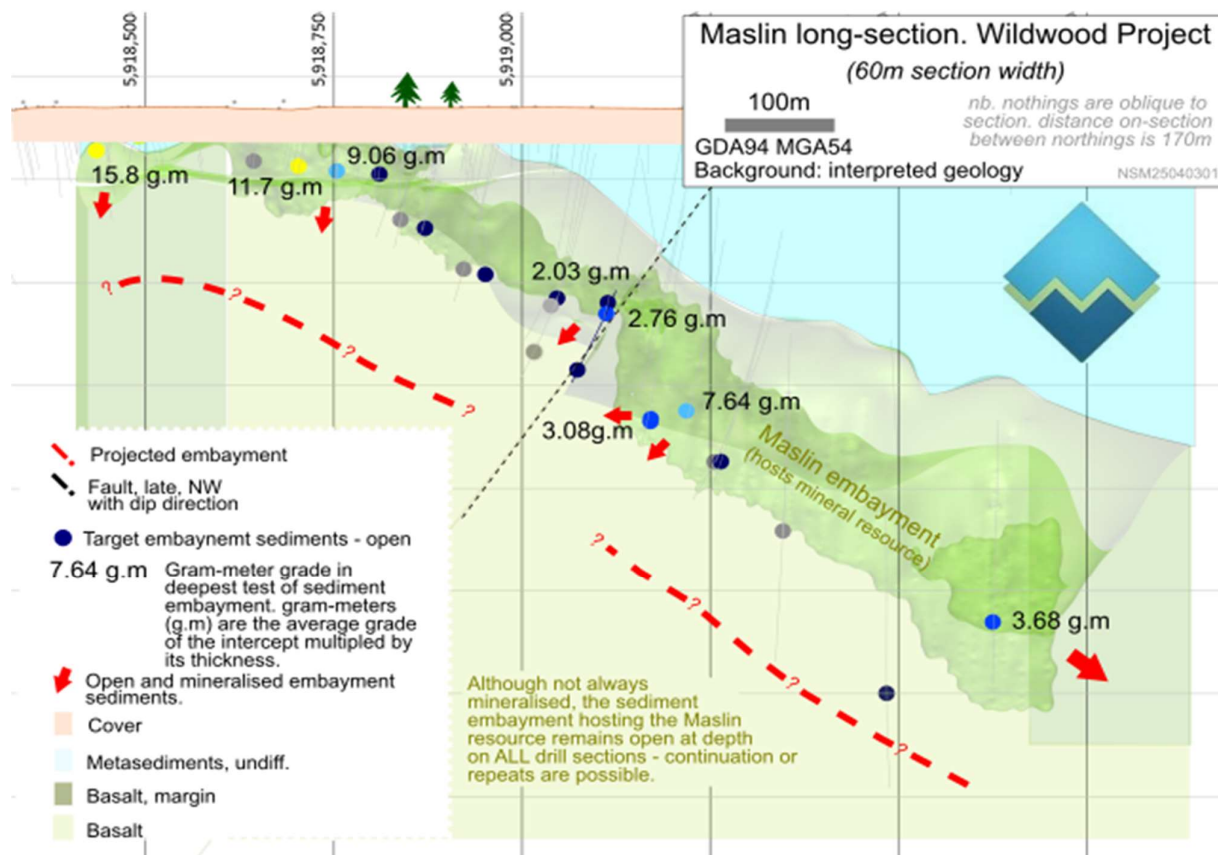 5,918,500
5,918,750
5,919,000
Maslin long-section. Wildwood Project
(60m section width)
100m
nb. nothings are oblique to
section. distance on-section
between northings is 170m
GDA94 MGA54
Background: interpreted geology
NSM25040301
15.8 g.m
11.7 g.m
9.06 g.m
2.03 g.m
2.76 g.m
7.64 g.m
3.08g.m
3.68 g.m
?
?
?
?
?
?
?
?
Maslin embayment
(hosts mineral resource)
Projected embayment
Fault, late, NW
with dip direction
Target embaynemt sediments - open
7.64 g.m
Gram-meter grade in
deepest test of sediment
embayment. gram-meters
(g.m) are the average grade
of the intercept multipled by
its thickness.
Open and mineralised embayment
sediments.
Cover
Metasediments, undiff.
Basalt, margin
Basalt
Although not always
mineralised, the sediment
embayment hosting the Maslin
resource remains open at depth
on ALL drill sections - continuation or
repeats are possible.